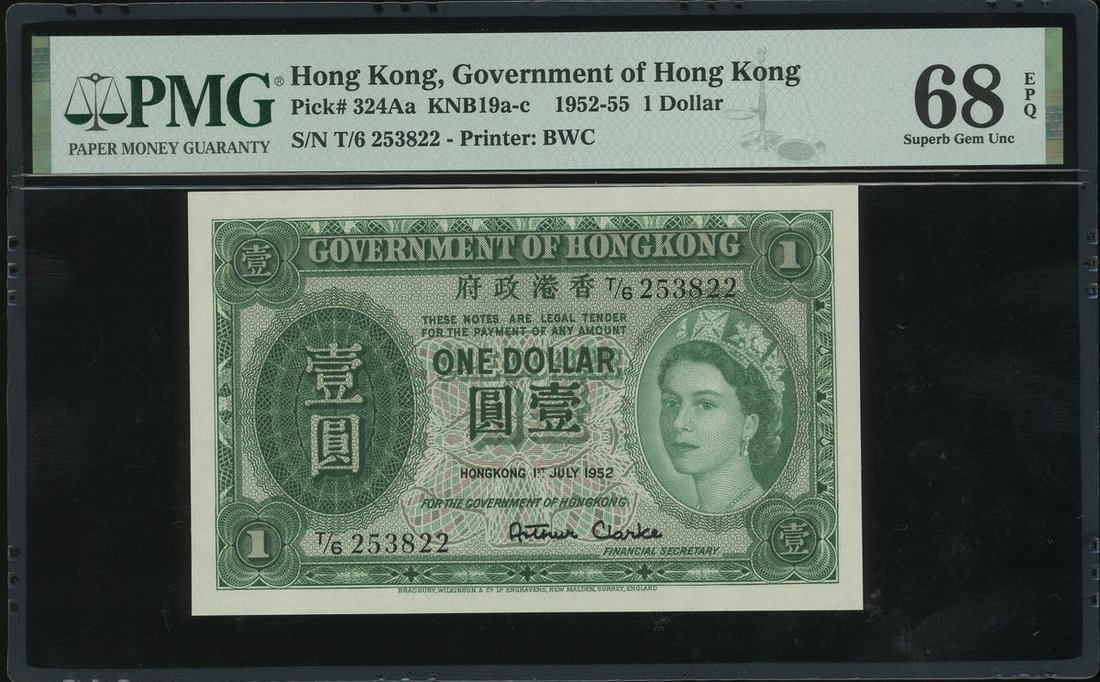 PMG®
PAPER MONEY GUARANTY
Hong Kong, Government of Hong Kong
Pick# 324Aa KNB19a-c 1952-55 1 Dollar
S/N T/6 253822 - Printer: BWC
68
EPQ
Superb Gem Unc
壹
GOVERNMENT OF HONGKONG
1
府政港香
T/6 253822
THESE NOTES ARE LEGAL TENDER
FOR THE PAYMENT OF ANY AMOUNT
ONE DOLLAR
圓壹
壹
圓
HONGKONG 1ST JULY 1952
FOR THE GOVERNMENT OF HONGKONG
1
T/6 253822
Arthur Clarke
FINANCIAL SECRETARY
壹
BRADBURY, WILKINSON & Co Ld ENGRAVERS, NEW MALDEN, SURREY, ENGLAND